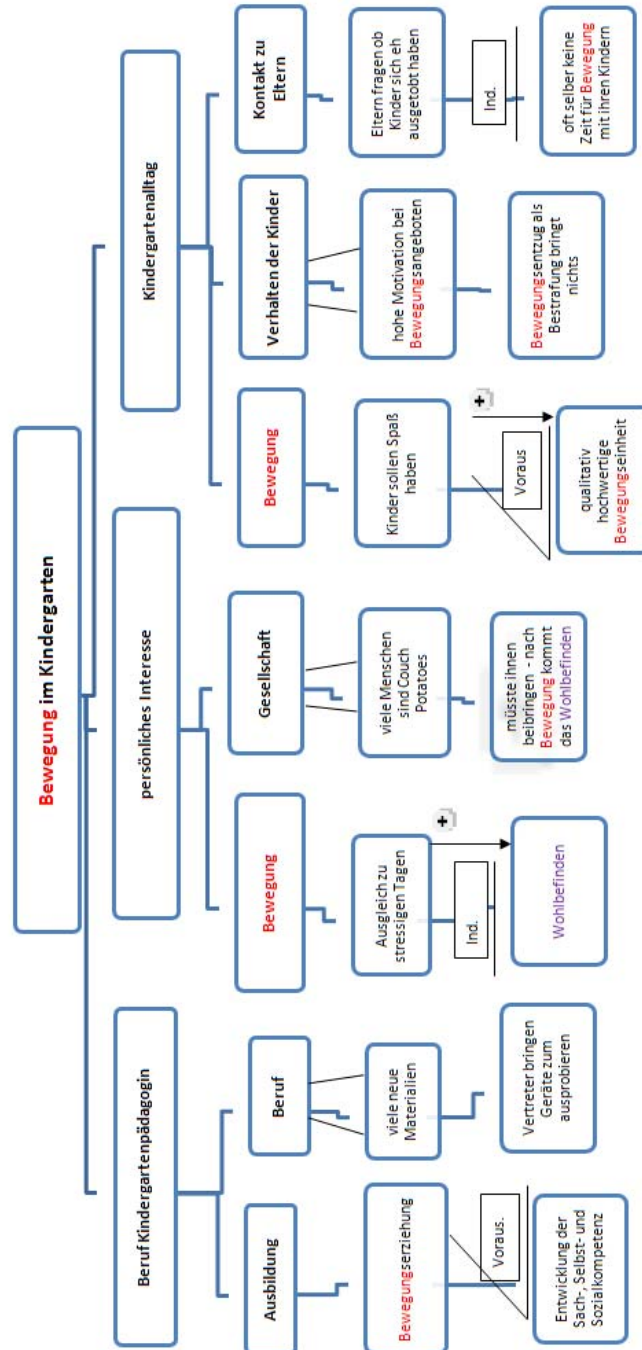 Bewegung im Kindergarten
Beruf Kindergartenpädagogin
persönliches Interesse
Kindergartenalltag
Ausbildung
Beruf
Bewegung
Gesellschaft
Bewegung
Verhalten der Kinder
Kontakt zu
Eltern
Bewegungserziehung
viele neue
Materialien
Ausgleich zu
stressigen Tagen
viele Menschen
sind Couch
Potatoes
Kinder sollen Spaß
haben
hohe Motivation bei
Bewegungsangeboten
Eltern fragen ob
Kinder sich eh
ausgetobt haben
Voraus.
Ind.
+
Voraus
+
Ind.
Entwicklung der
Sach-, Selbst- und
Sozialkompetenz
Vertreter bringen
Geräte zum
ausprobieren
Wohlbefinden
müsste ihnen
beibringen - nach
Bewegung kommt
das Wohlbefinden
qualitativ
hochwertige
Bewegungseinheit
Bewegungsentzug als
Bestrafung bringt
nichts
oft selber keine
Zeit für Bewegung
mit ihren Kindern